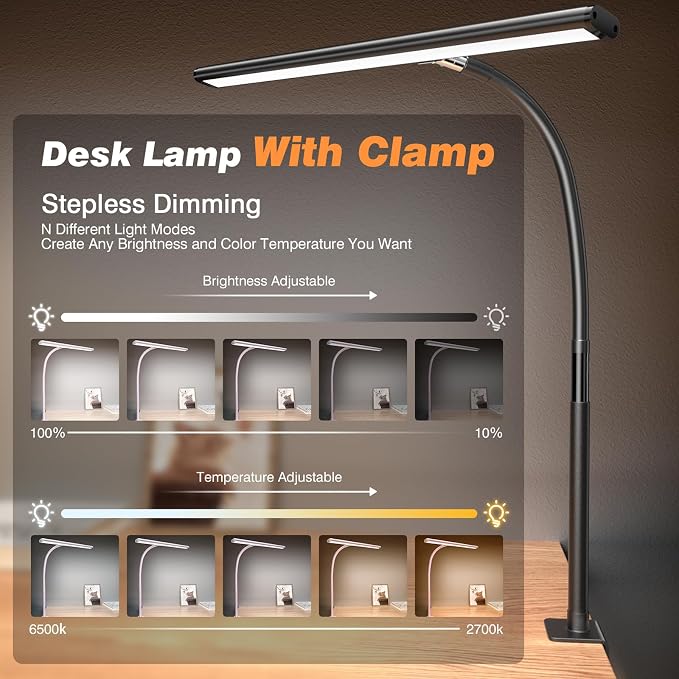 Desk Lamp With Clamp
Stepless Dimming
N Different Light Modes
Create Any Brightness and Color Temperature You Want
Brightness Adjustable
100% 10%
Temperature Adjustable
6500k 2700k